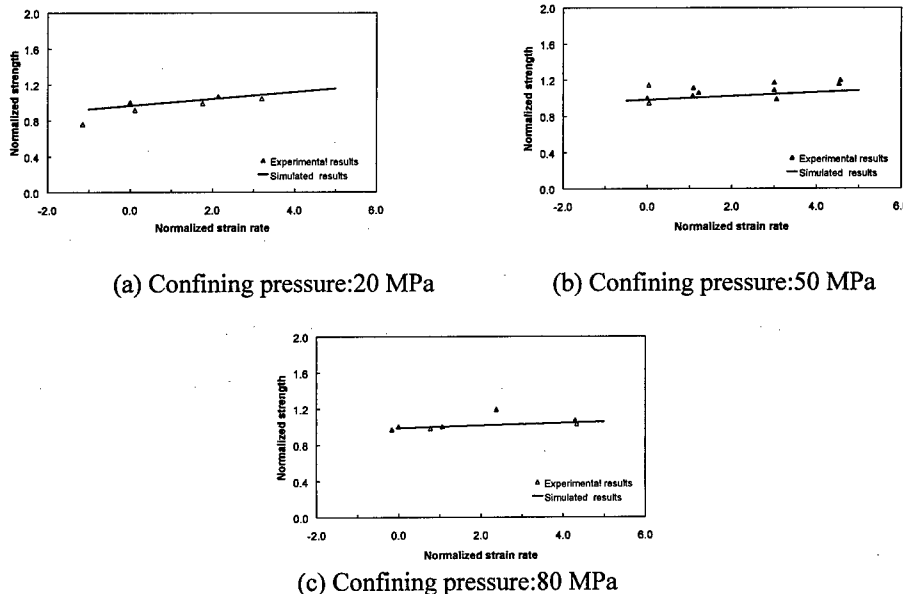 2.0
1.6
1.2
0.8
0.4
0.0
Normalized strength
Experimental results
Simulated results
-2.0 0.0 2.0 4.0 6.0
Normalized strain rate
(a) Confining pressure:20 MPa
2.0
1.6
1.2
0.8
0.4
0.0
Normalized strength
Experimental results
Simulated results
-2.0 0.0 2.0 4.0 6.0
Normalized strain rate
(b) Confining pressure:50 MPa
2.0
1.6
1.2
0.8
0.4
0.0
Normalized strength
Experimental results
Simulated results
-2.0 0.0 2.0 4.0 6.0
Normalized strain rate
(c) Confining pressure:80 MPa